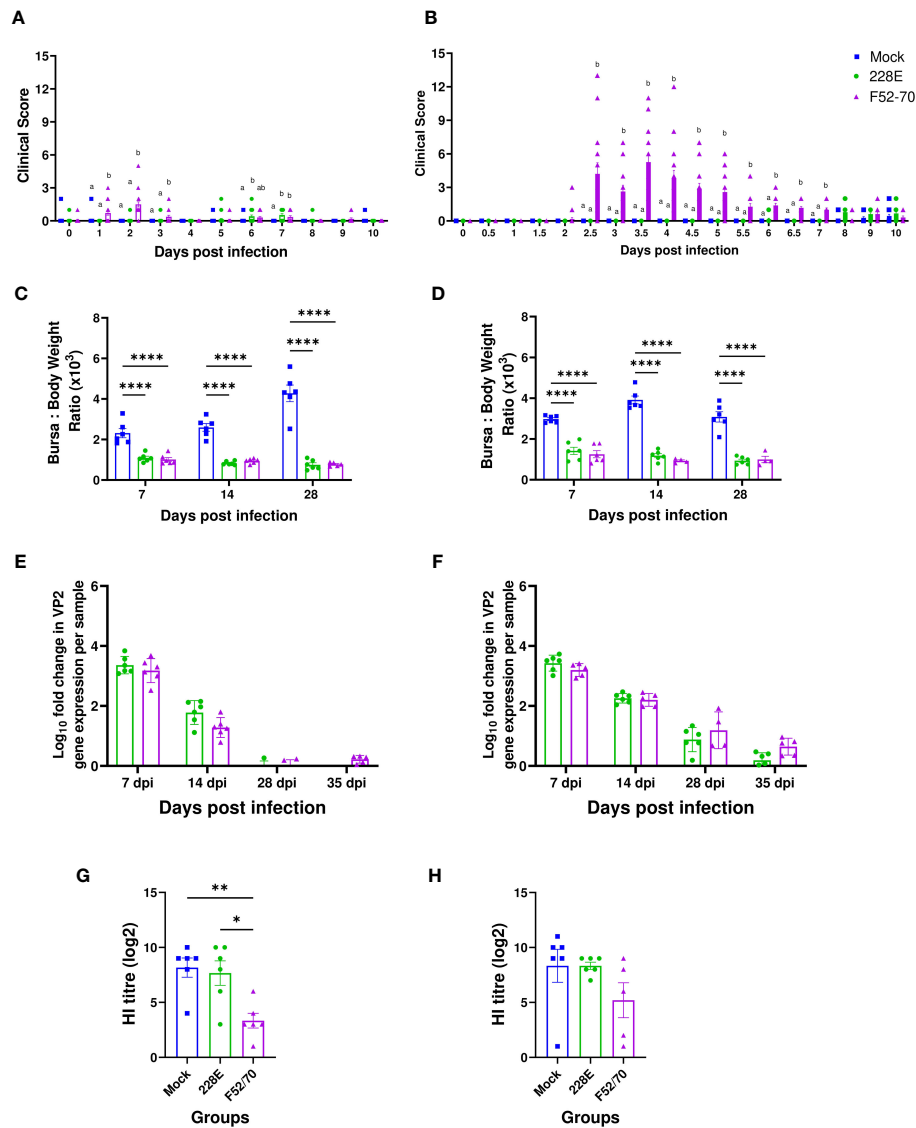 A
15
12
9
6
3
0
Clinical Score
a
a
b
a
a
b
a
a
b
a
b
ab
a
b
b
0 1 2 3 4 5 6 7 8 9 10
Days post infection
B
15
12
9
6
3
0
Clinical Score
Mock
228E
F52-70
a a b
a a b
a a b
a a b
a a b
a a b
a a b
a a b
a a b
a a b
0 0.5 1 1.5 2 2.5 3 3.5 4 4.5 5 5.5 6 6.5 7 8 9 10
Days post infection
C
Bursa : Body Weight
Ratio (x10³)
8
6
4
2
0
**** ****
**** ****
**** ****
7 14 28
Days post infection
D
Bursa : Body Weight
Ratio (x10³)
8
6
4
2
0
**** ****
**** ****
**** ****
7 14 28
Days post infection
E
Log₁₀ fold change in VP2
gene expression per sample
6
4
2
0
7 dpi 14 dpi 28 dpi 35 dpi
Days post infection
F
Log₁₀ fold change in VP2
gene expression per sample
6
4
2
0
7 dpi 14 dpi 28 dpi 35 dpi
Days post infection
G
HI titre (log2)
15
10
5
0
**
*
Mock 228E F52/70
Groups
H
HI titre (log2)
15
10
5
0
Mock 228E F52/70
Groups